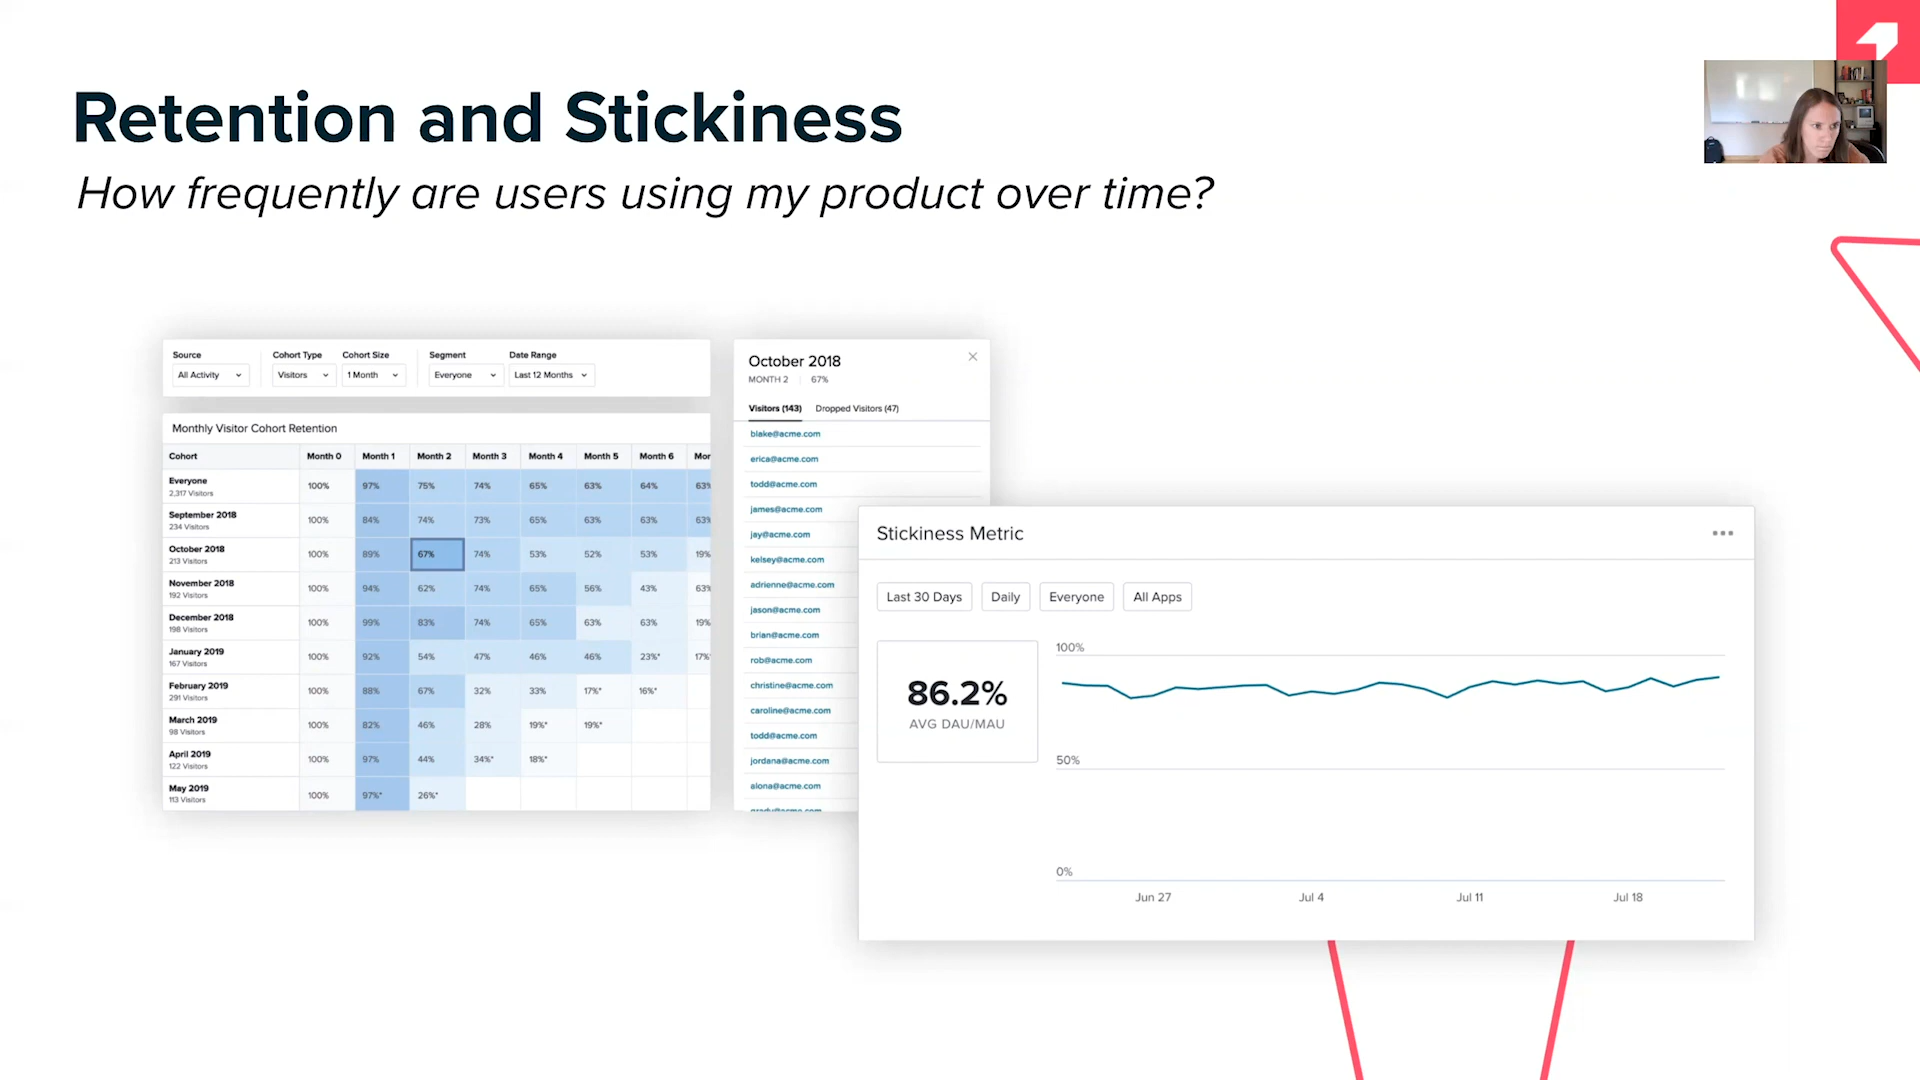 Retention and Stickiness
How frequently are users using my product over time?
Source Cohort Type Cohort Size Segment Date Range
All Activity Visitors 1 Month Everyone Last 12 Months
Monthly Visitor Cohort Retention
Cohort Month 0 Month 1 Month 2 Month 3 Month 4 Month 5 Month 6
Everyone
2,317 Visitors 100% 97% 75% 74% 65% 63% 64% 63%
September 2018
234 Visitors 100% 84% 74% 73% 65% 63% 63% 63%
October 2018
213 Visitors 100% 89% 67% 74% 53% 52% 53% 19%
November 2018
192 Visitors 100% 94% 62% 74% 65% 56% 43% 63%
December 2018
198 Visitors 100% 99% 83% 74% 65% 63% 63% 19%
January 2019
167 Visitors 100% 92% 54% 47% 46% 46% 23%* 17%*
February 2019
291 Visitors 100% 88% 67% 32% 33% 17%* 16%*
March 2019
98 Visitors 100% 82% 46% 28% 19%* 19%*
April 2019
122 Visitors 100% 97% 44% 34%* 18%*
May 2019
113 Visitors 100% 97%* 26%*
October 2018
MONTH 2 | 67%
Visitors (143) Dropped Visitors (47)
blake@acme.com
erica@acme.com
todd@acme.com
james@acme.com
jay@acme.com
kelsey@acme.com
adrienne@acme.com
jason@acme.com
brian@acme.com
rob@acme.com
christine@acme.com
caroline@acme.com
todd@acme.com
jordana@acme.com
alona@acme.com
Stickiness Metric
Last 30 Days Daily Everyone All Apps
86.2%
AVG DAU/MAU
100%
50%
0%
Jun 27 Jul 4 Jul 11 Jul 18